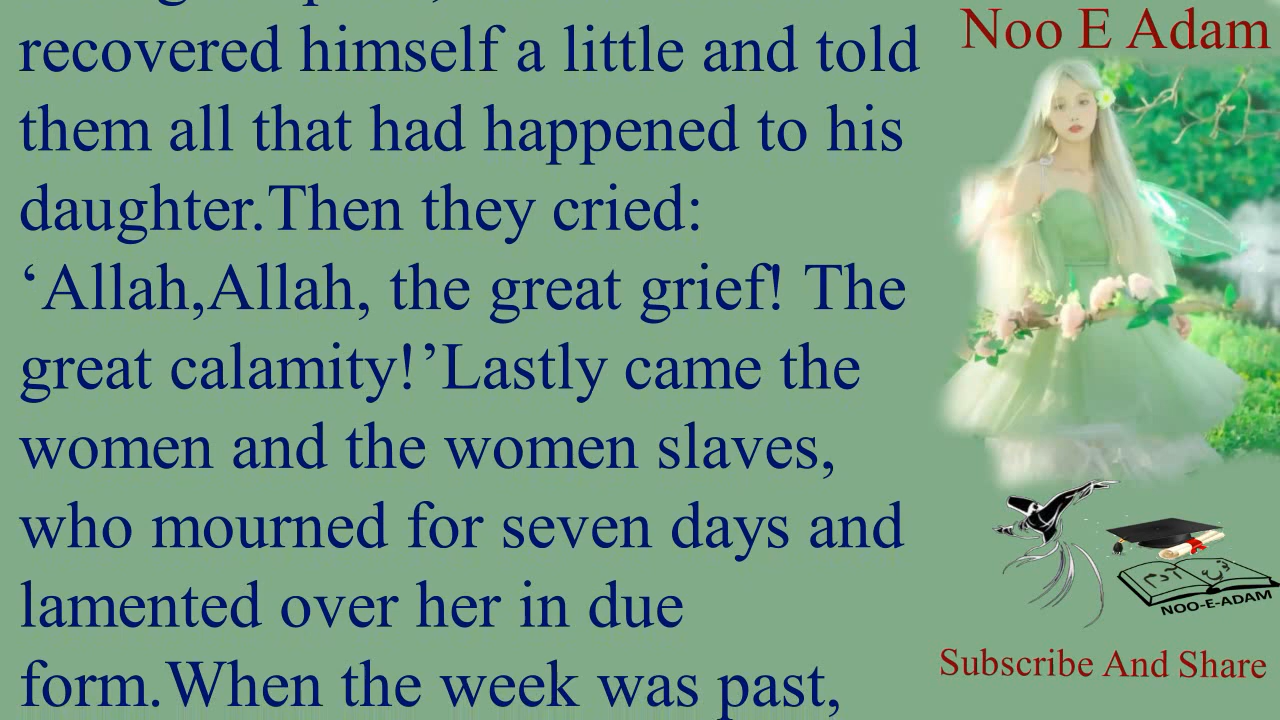 recovered himself a little and told
them all that had happened to his
daughter.Then they cried:
‘Allah,Allah, the great grief! The
great calamity!’Lastly came the
women and the women slaves,
who mourned for seven days and
lamented over her in due
form.When the week was past,
Noo E Adam
NOO-E-ADAM
Subscribe And Share